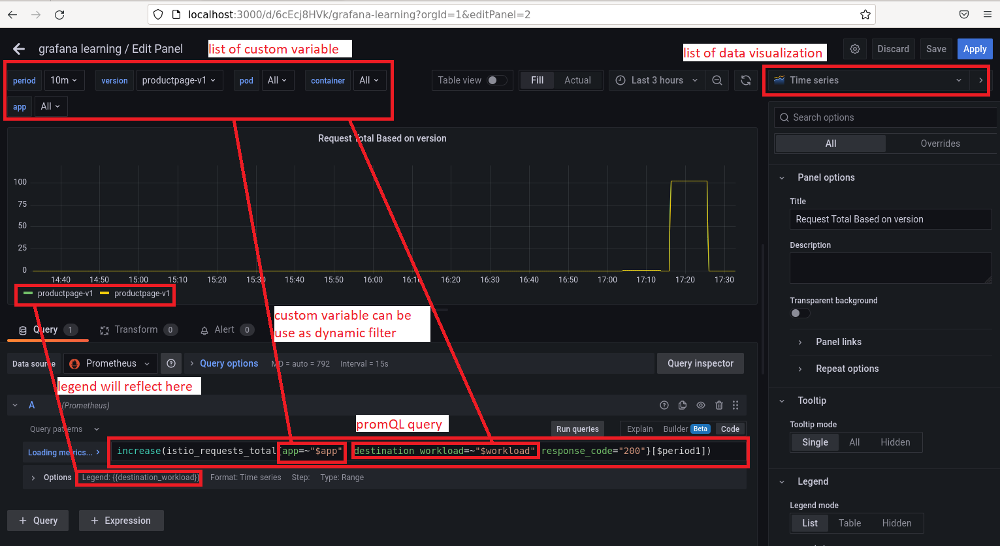 localhost:3000/d/6cEcj8HVk/grafana-learning?orgId=1&editPanel=2
grafana learning / Edit Panel
list of custom variable
list of data visualization
Discard
Save
Apply
period 10m version productpage-v1 pod All container All
Table view Fill Actual Last 3 hours
Time series
app All
Search options
All Overrides
Request Total Based on version
100
75
50
25
0
14:40 14:50 15:00 15:10 15:20 15:30 15:40 15:50 16:00 16:10 16:20 16:30 16:40 16:50 17:00 17:10 17:20 17:30
productpage-v1 productpage-v1
Panel options
Title
Request Total Based on version
Description
Transparent background
Panel links
Repeat options
custom variable can be
use as dynamic filter
Query 1 Transform 0 Alert 0
Data source Prometheus Query options MD = auto = 792 Interval = 15s Query inspector
legend will reflect here
A (Prometheus)
promQL query
Query patterns Run queries Explain Builder Beta Code
Loading metrics... > increase(istio_requests_total{app=~"$app" destination_workload=~"$workload" response_code="200"}[$period1])
Options Legend: {{destination_workload}} Format: Time series Step: Type: Range
+ Query + Expression
Tooltip
Tooltip mode
Single All Hidden
Legend
Legend mode
List Table Hidden